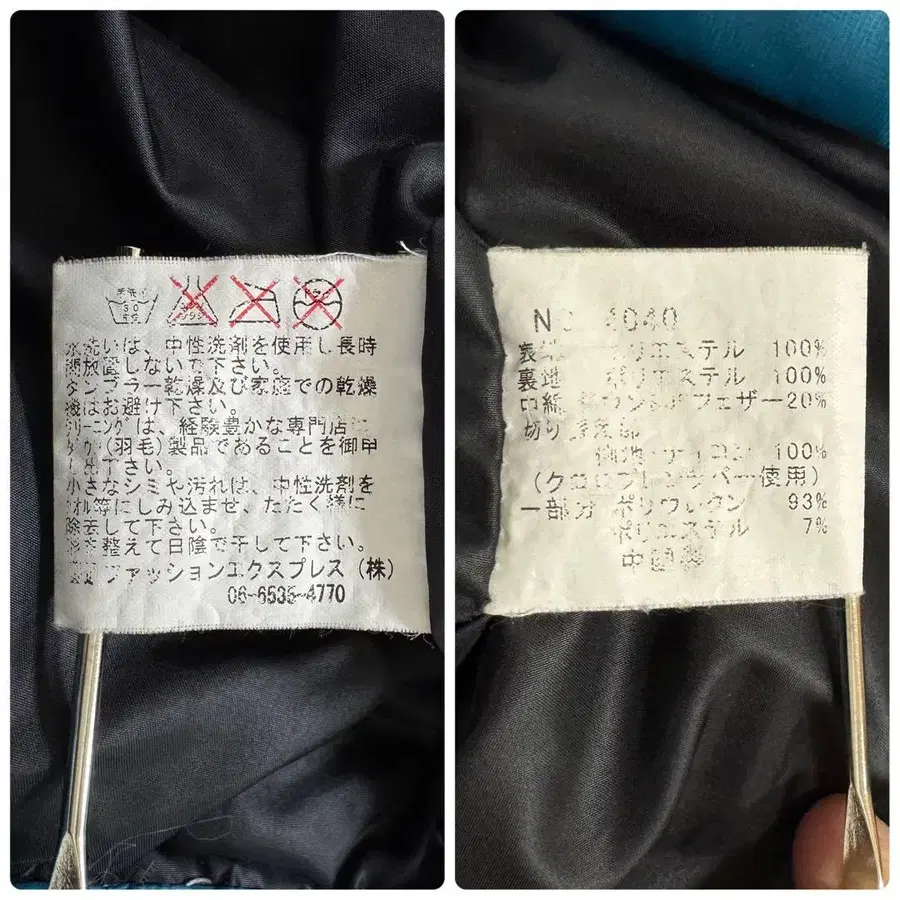 手洗イ
30
中性
水洗いは、中性洗剤を使用し長時
間放置しないで下さい。
タンブラー乾燥及び家庭での乾燥
機はお避け下さい。
クリーニングは、経験豊かな専門店に
ダウン(羽毛)製品であることを御申
し出下さい。
小さなシミや汚れは、中性洗剤を
タオル等にしみ込ませ、たたく様に
除去して下さい。
形を整えて日陰で干して下さい。
ファッションエクスプレス(株)
06-6535-4770
表地 ポリエステル 100%
裏地 ポリエステル 100%
フェザー20%
切り替え部
側地 ナイロン 100%
(クロロプレンラバー使用)
一部分 ポリウレタン 93%
ポリエステル 7%
中国製